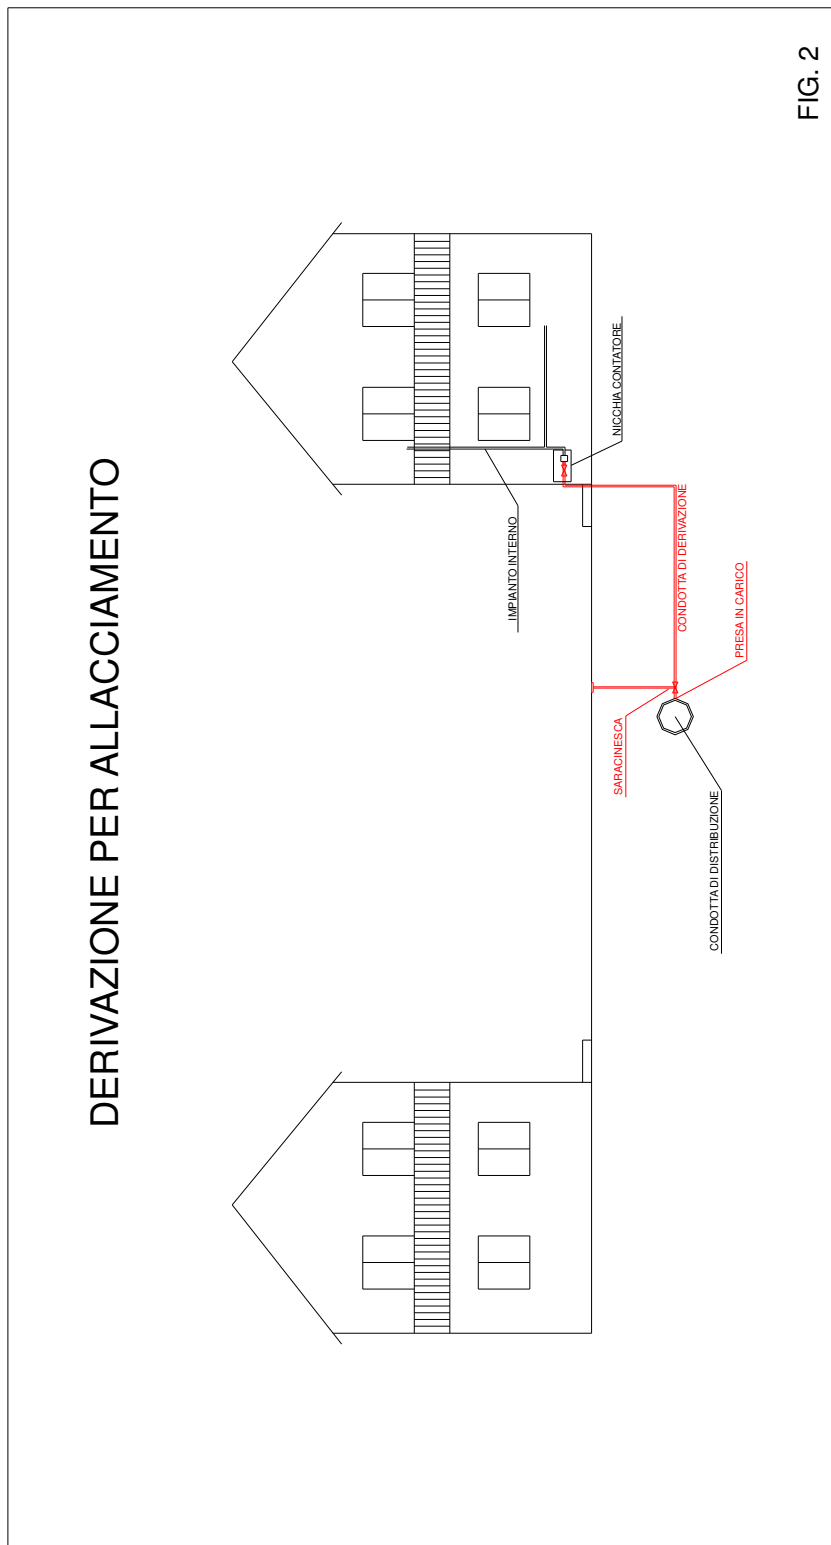 DERIVAZIONE PER ALLACCIAMENTO
IMPIANTO INTERNO
NICCHIA CONTATORE
SARACINESCA
CONDOTTA DI DERIVAZIONE
CONDOTTA DI DISTRIBUZIONE
PRESA IN CARICO
FIG. 2